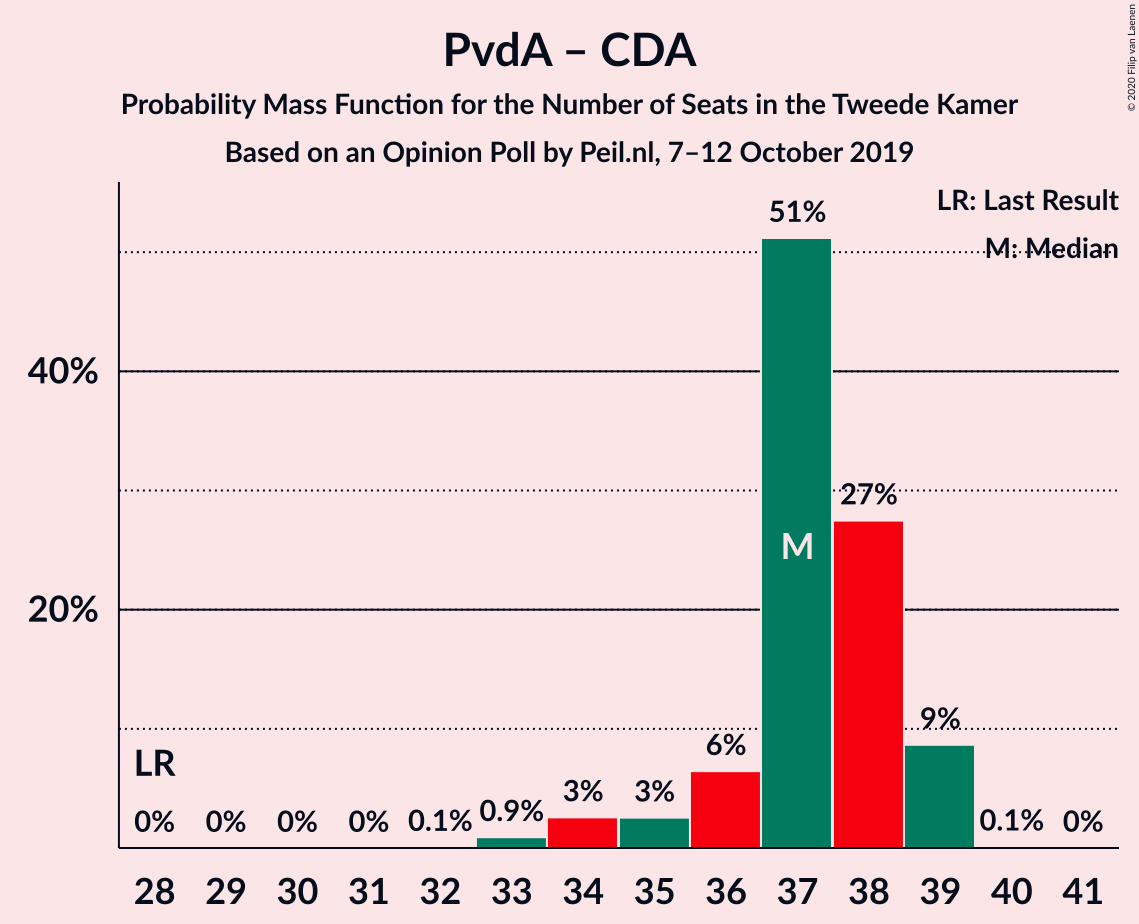 PvdA – CDA
Probability Mass Function for the Number of Seats in the Tweede Kamer
Based on an Opinion Poll by Peil.nl, 7–12 October 2019
© 2020 Filip van Laenen
LR: Last Result
M: Median
51%
40%
27%
M
20%
9%
6%
LR
3%
3%
0.9%
0%
0%
0%
0%
0.1%
0.1%
0%
28 29 30 31 32 33 34 35 36 37 38 39 40 41